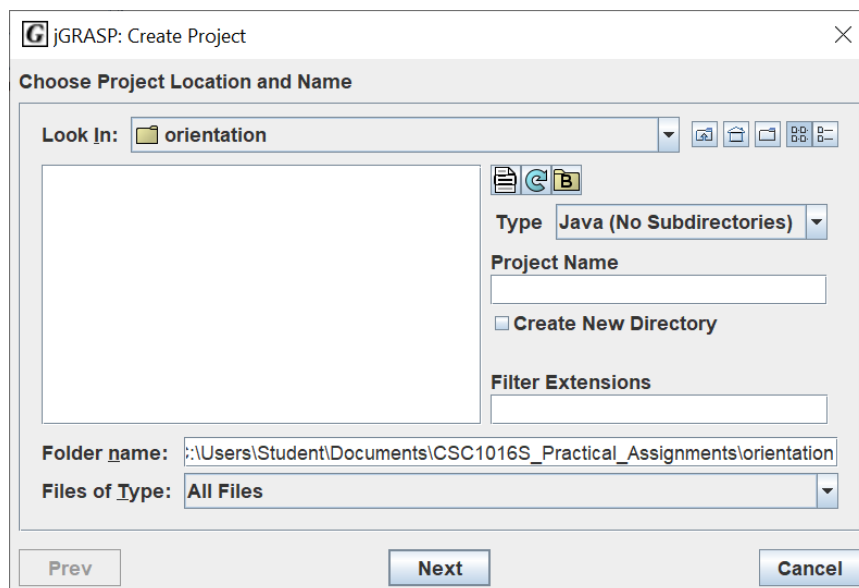 G jGRASP: Create Project
Choose Project Location and Name
Look In: orientation
B
Type Java (No Subdirectories)
Project Name
Create New Directory
Filter Extensions
Folder name: :\Users\Student\Documents\CSC1016S_Practical_Assignments\orientation
Files of Type: All Files
Prev Next Cancel